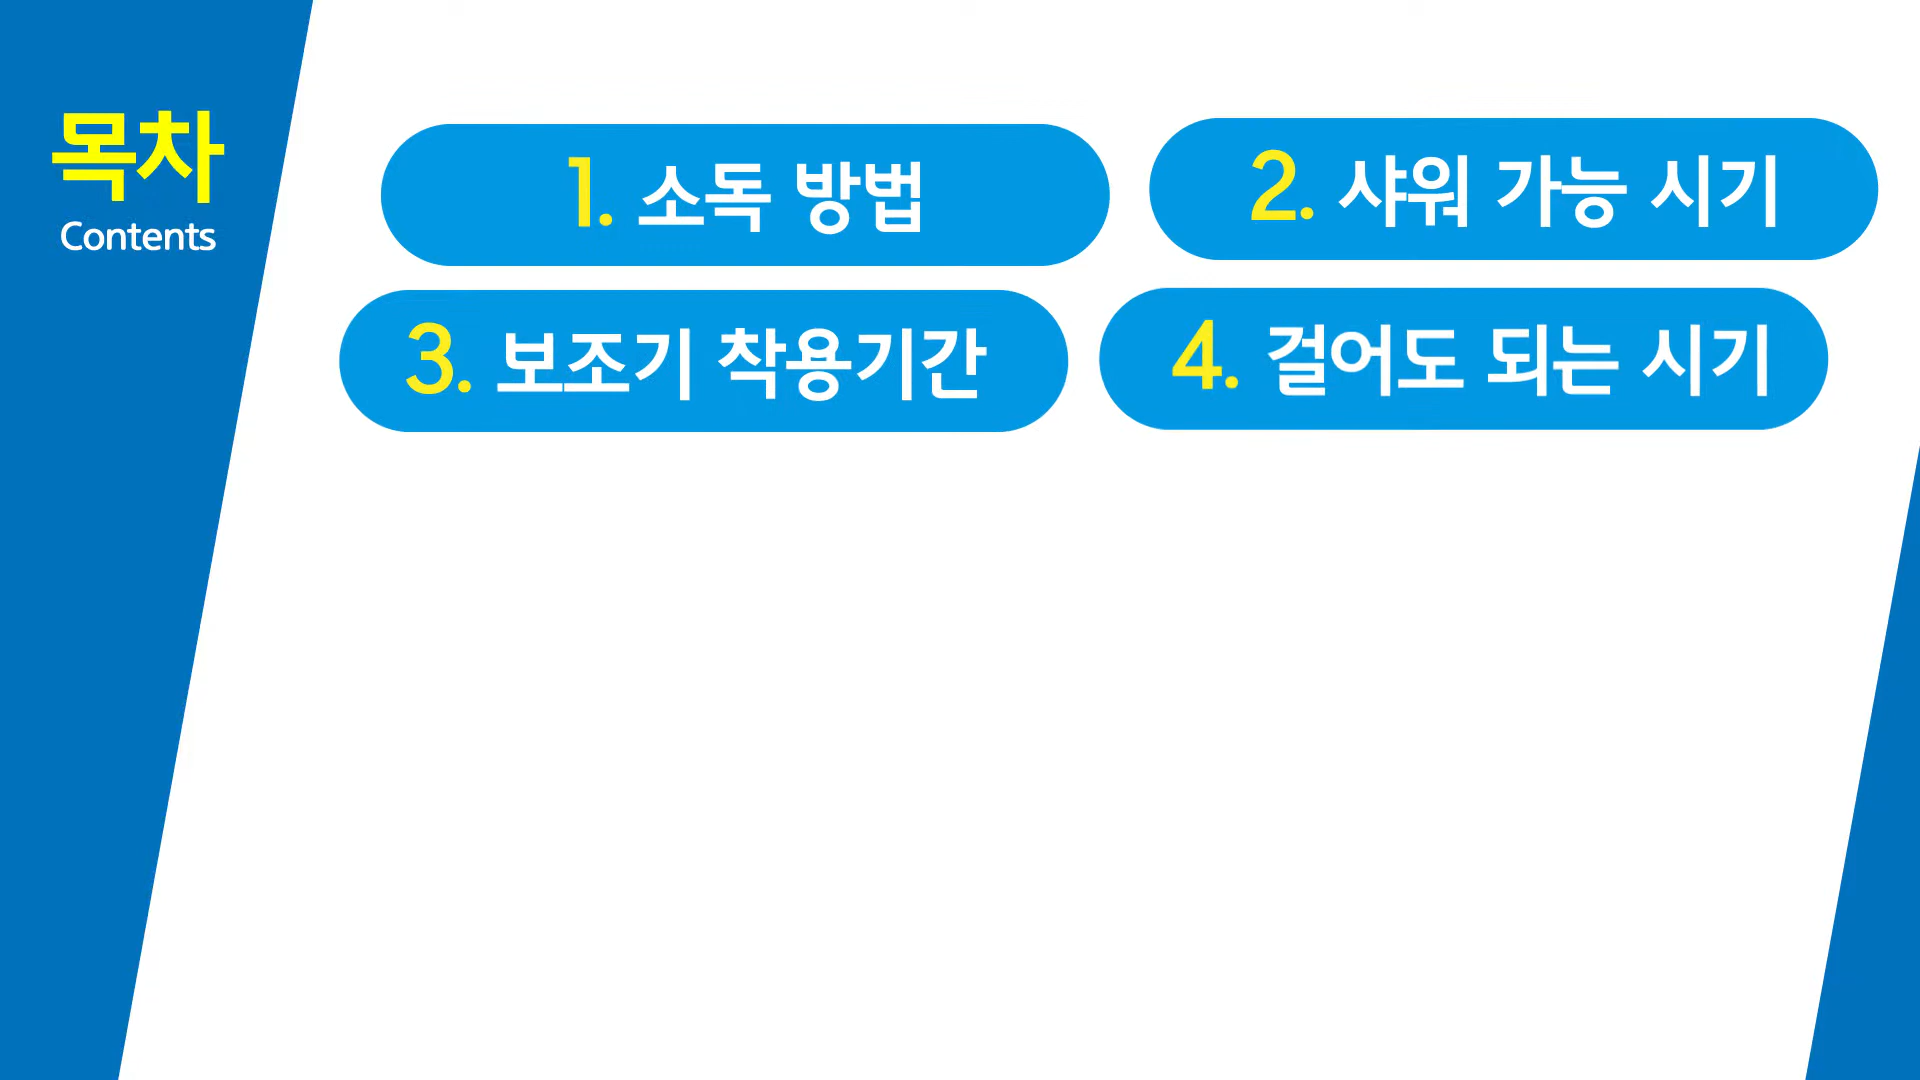 목차
Contents
1. 소독 방법
2. 샤워 가능 시기
3. 보조기 착용기간
4. 걸어도 되는 시기